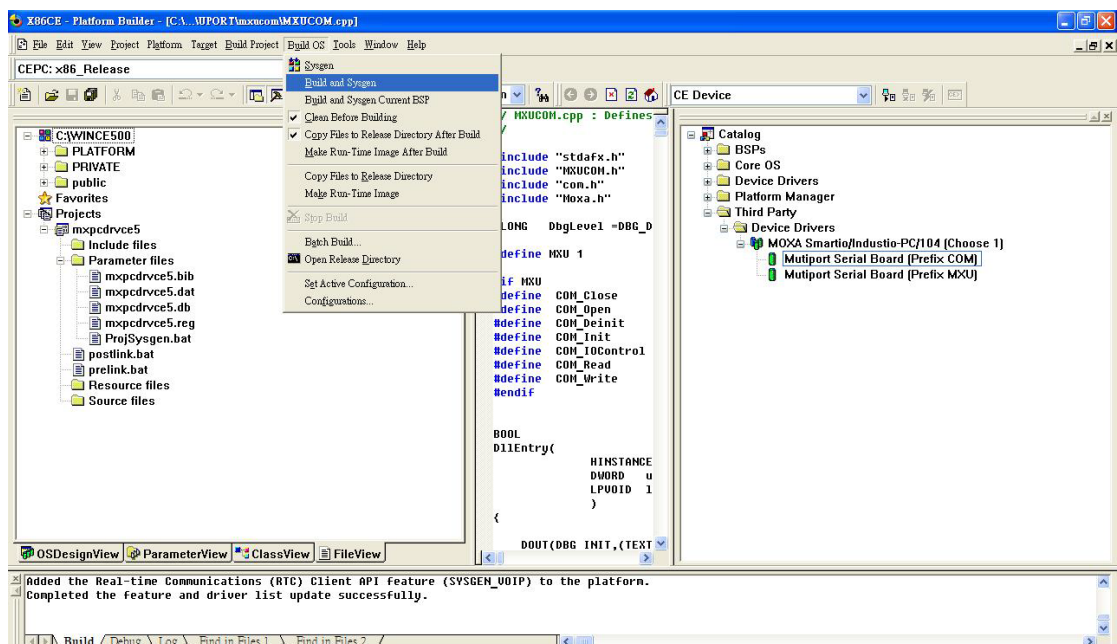 X86CE - Platform Builder - [C:\...\UPORT\mxucom\MXUCOM.cpp]
File Edit View Project Platform Target Build Project Build OS Tools Window Help
CEPC: x86_Release
CE Device
Sysgen
Build and Sysgen
Build and Sysgen Current BSP
Clean Before Building
Copy Files to Release Directory After Build
Make Run-Time Image After Build
Copy Files to Release Directory
Make Run-Time Image
Stop Build
Batch Build...
Open Release Directory
Set Active Configuration...
Configurations...
C:\WINCE500
PLATFORM
PRIVATE
public
Favorites
Projects
mxpcdrvce5
Include files
Parameter files
mxpcdrvce5.bib
mxpcdrvce5.dat
mxpcdrvce5.db
mxpcdrvce5.reg
ProjSysgen.bat
postlink.bat
prelink.bat
Resource files
Source files
OSDesignView ParameterView ClassView FileView
/ MXUCOM.cpp : Defines
/
include "stdafx.h"
include "MXUCOM.h"
include "com.h"
include "Moxa.h"
LONG DbgLevel =DBG_D
define MXU 1
if MXU
define COM_Close
define COM_Open
#define COM_Deinit
#define COM_Init
#define COM_IOControl
#define COM_Read
#define COM_Write
#endif
BOOL
DllEntry(
HINSTANCE
DWORD u
LPVOID l
)
{
DOUT(DBG_INIT,(TEXT
Catalog
BSPs
Core OS
Device Drivers
Platform Manager
Third Party
Device Drivers
MOXA Smartio/Industio-PC/104 (Choose 1)
Mutiport Serial Board (Prefix COM)
Mutiport Serial Board (Prefix MXU)
Added the Real-time Communications (RTC) Client API feature (SYSGEN_VOIP) to the platform.
Completed the feature and driver list update successfully.
Build Debug Log Find in Files 1 Find in Files 2